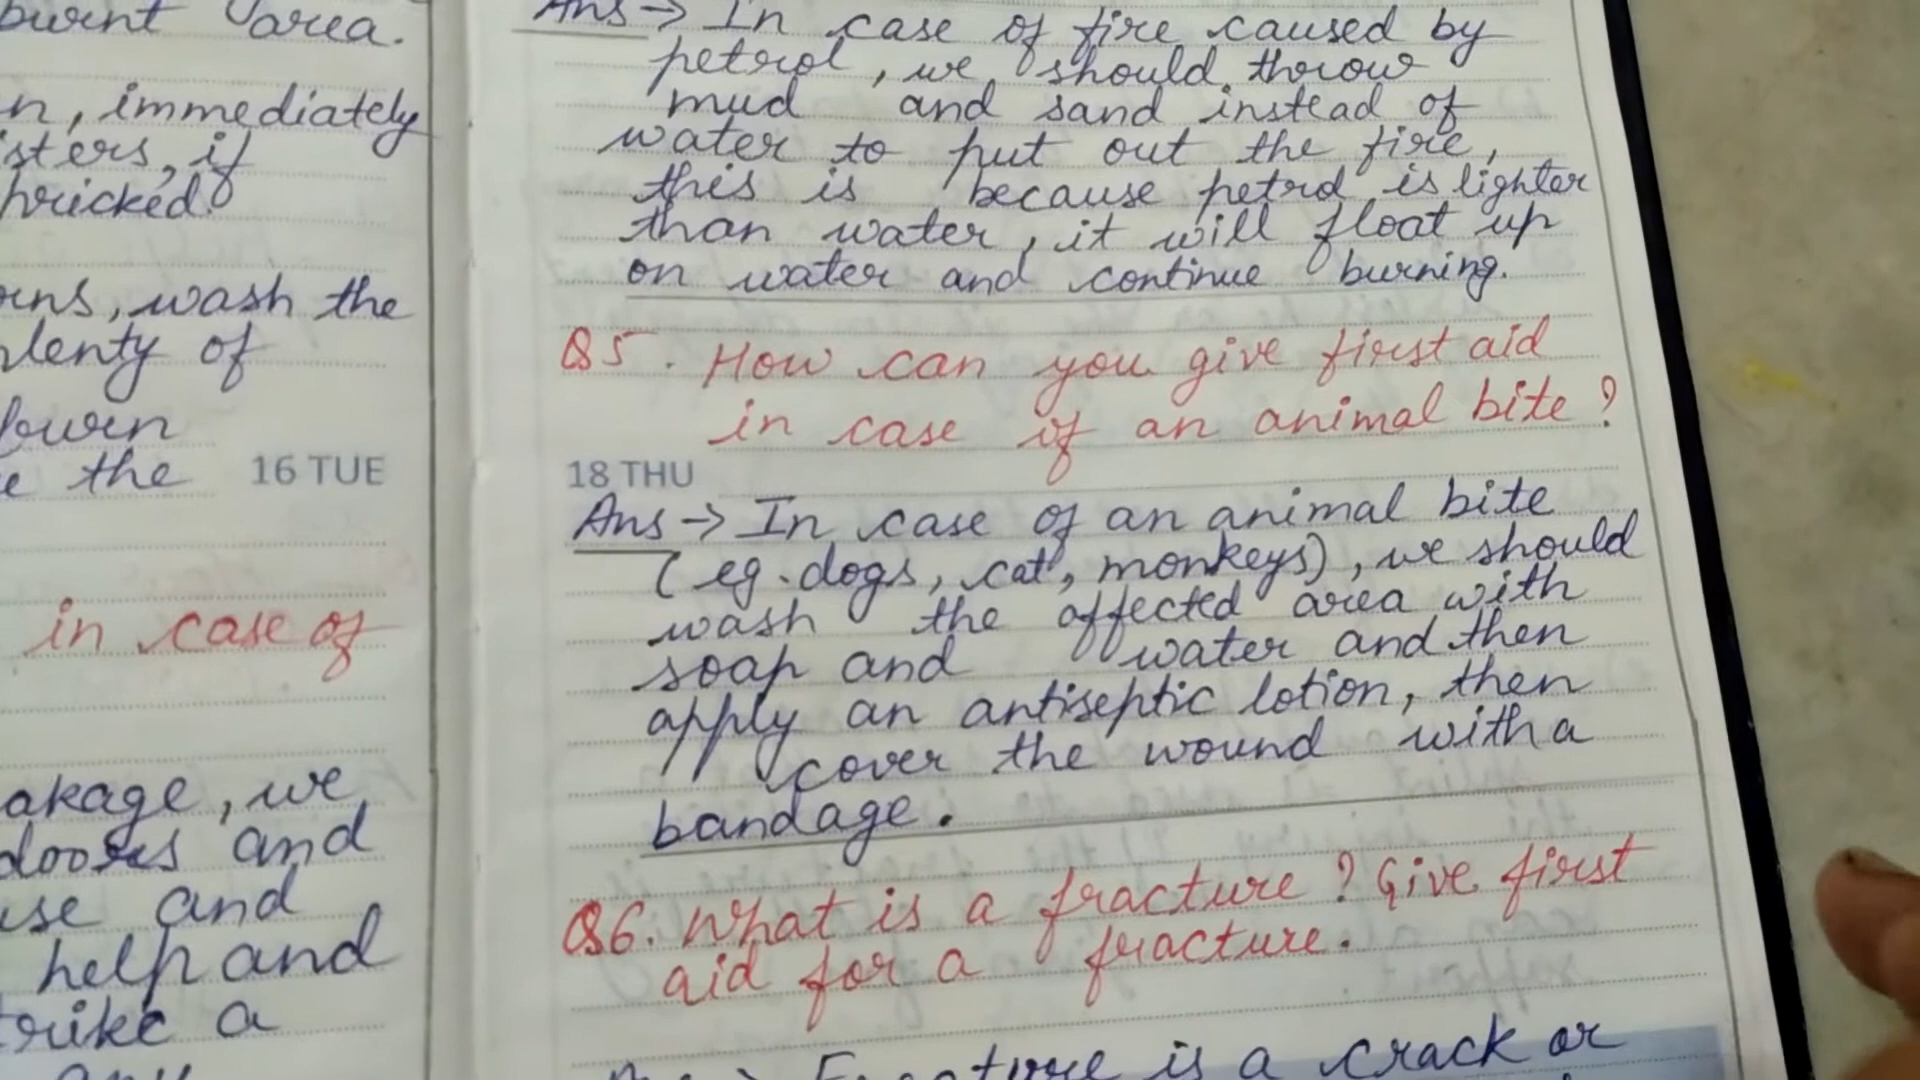 burnt area.
n, immediately
sters, if
pricked.
wash the
plenty of
burn
e the
16 TUE
in case of
akage, we
doors and
use and
help and
trike a
any
Ans → In case of fire caused by
petrol, we should throw
mud and sand instead of
water to put out the fire,
this is because petrol is lighter
than water, it will float up
on water and continue burning.
Q5. How can you give first aid
in case of an animal bite?
18 THU
Ans → In case of an animal bite
(eg. dogs, cat, monkeys), we should
wash the affected area with
soap and water and then
apply an antiseptic lotion, then
cover the wound with a
bandage.
Q6. What is a fracture? Give first
aid for a fracture.
Ans → Fracture is a crack or